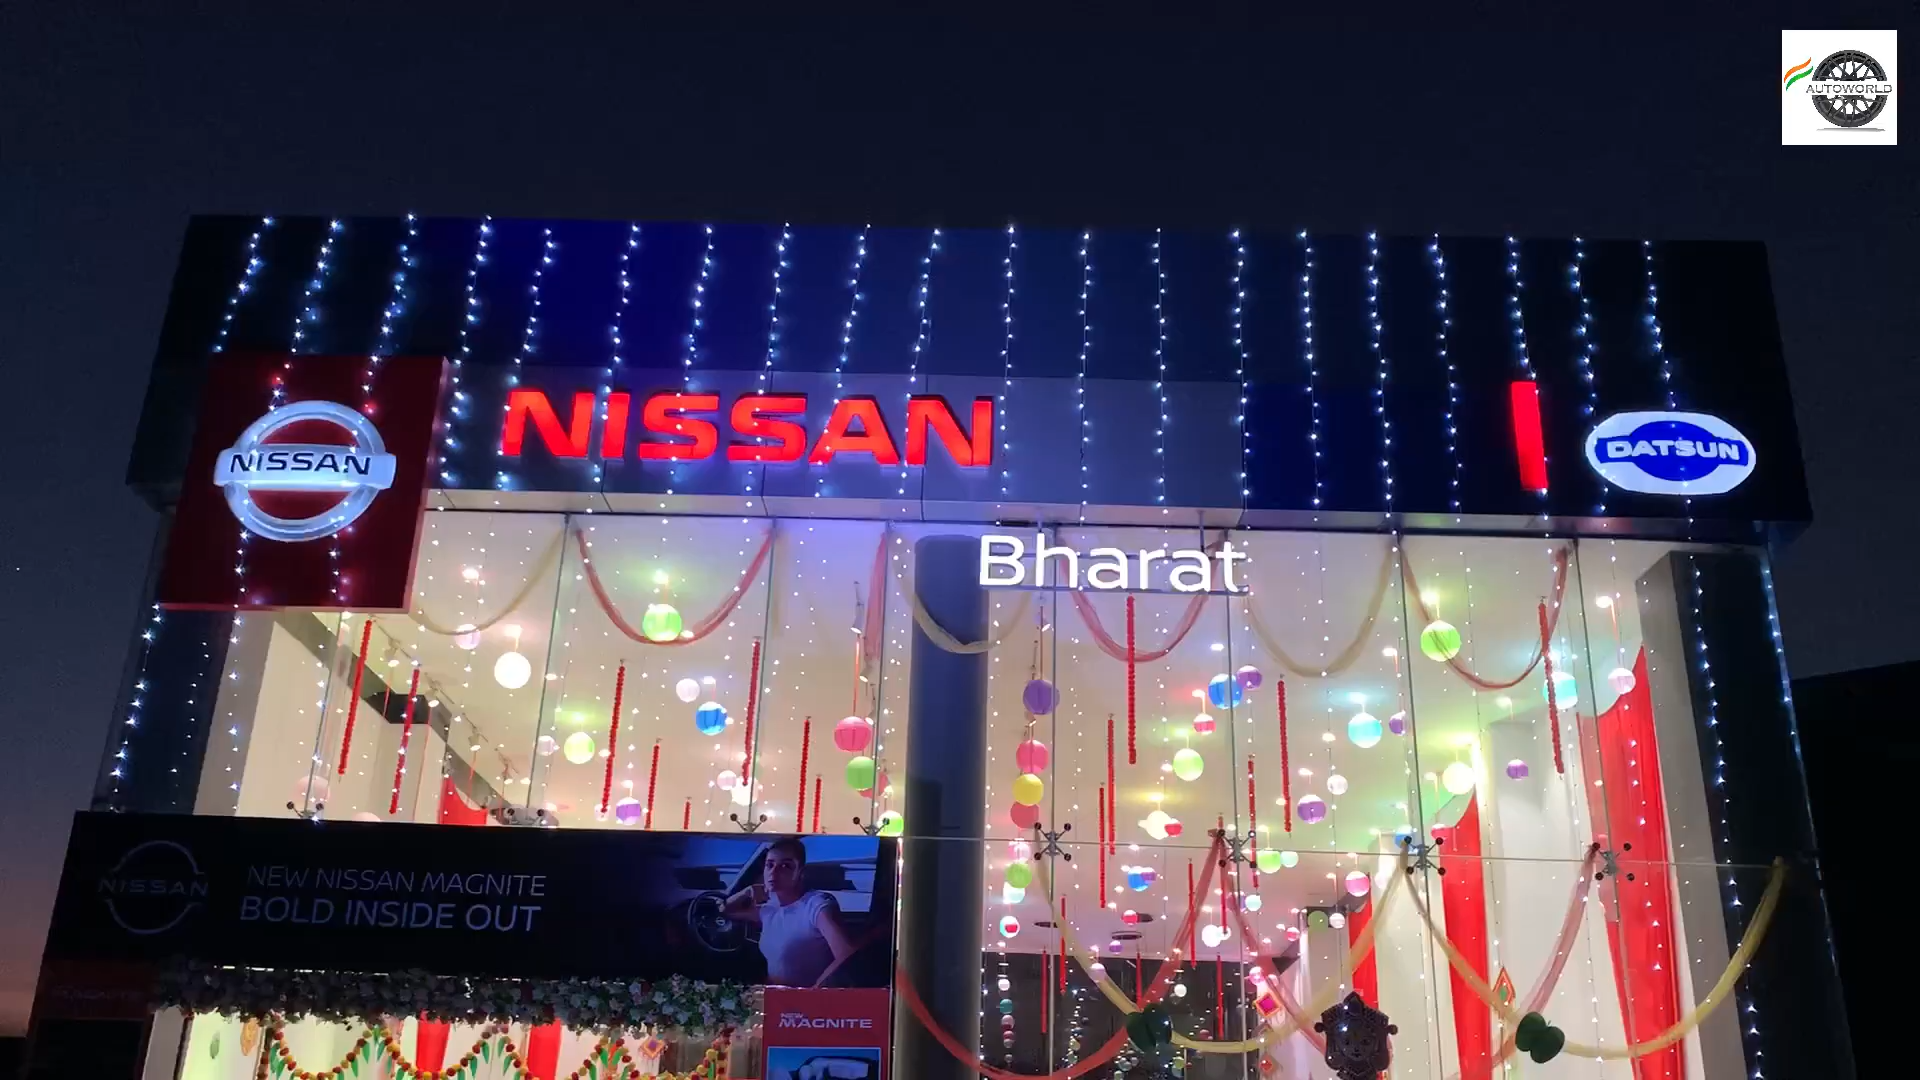 AUTOWORLD
NISSAN
NISSAN
DATSUN
Bharat
NISSAN
NEW NISSAN MAGNITE
BOLD INSIDE OUT
NEW
MAGNITE